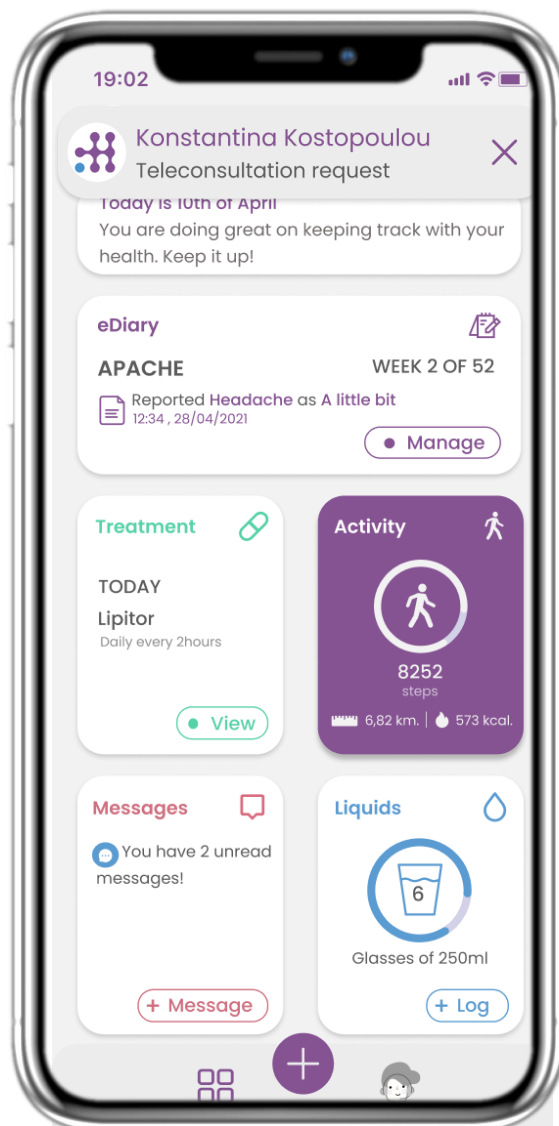 19:02
Konstantina Kostopoulou
Teleconsultation request
Today is 10th of April
You are doing great on keeping track with your
health. Keep it up!
eDiary
APACHE
WEEK 2 OF 52
Reported Headache as A little bit
12:34 , 28/04/2021
Manage
Treatment
TODAY
Lipitor
Daily every 2hours
View
Activity
8252
steps
6,82 km.
573 kcal.
Messages
You have 2 unread
messages!
+ Message
Liquids
6
Glasses of 250ml
+ Log